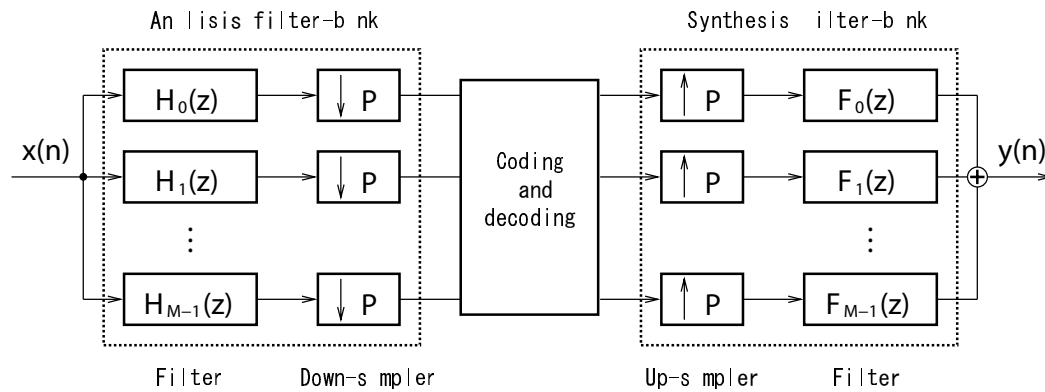 An lisis filter-b nk
Synthesis ilter-b nk
H0(z)
↓ P
↑ P
F0(z)
x(n)
H1(z)
↓ P
Coding
and
decoding
↑ P
F1(z)
y(n)
⋮
⋮
HM−1(z)
↓ P
↑ P
FM−1(z)
Filter
Down-s mpler
Up-s mpler
Filter